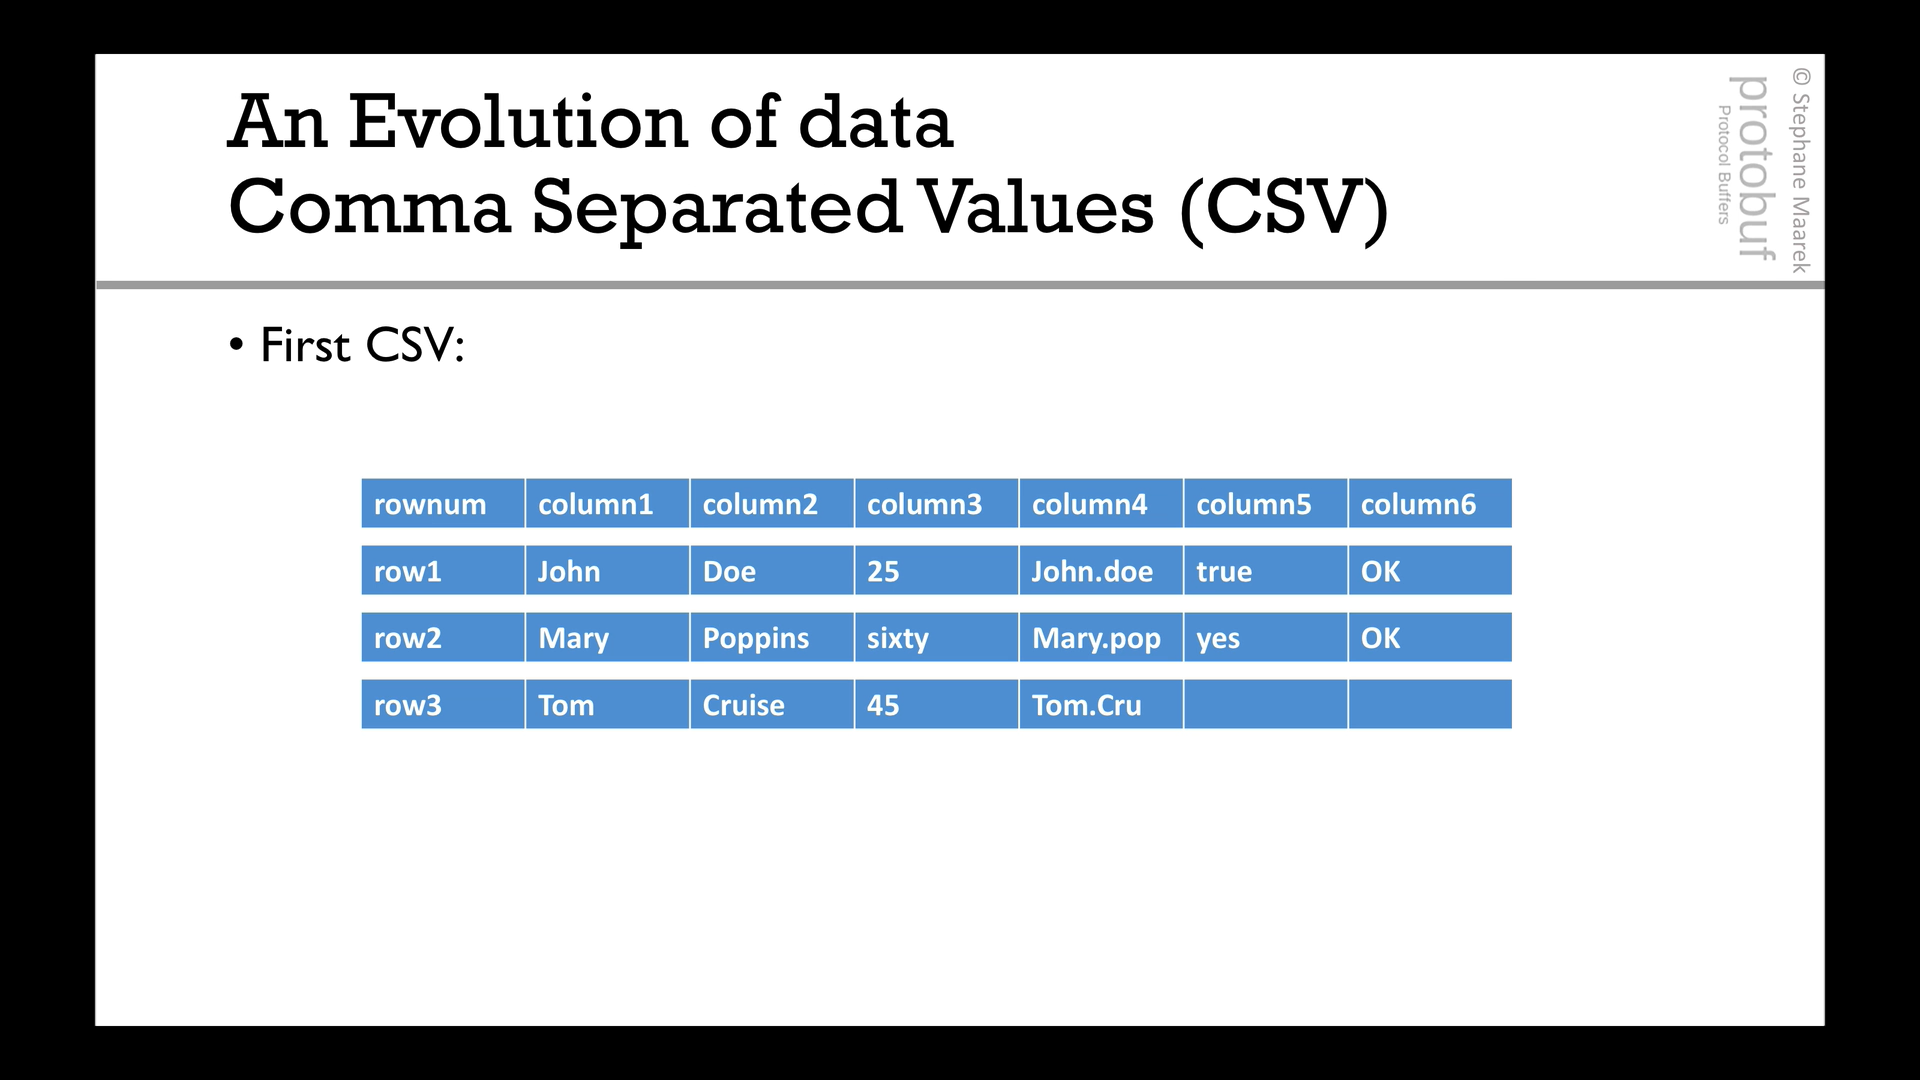 An Evolution of data
Comma Separated Values (CSV)
© Stephane Maarek
protobuf
Protocol Buffers
• First CSV:
rownum column1 column2 column3 column4 column5 column6
row1 John Doe 25 John.doe true OK
row2 Mary Poppins sixty Mary.pop yes OK
row3 Tom Cruise 45 Tom.Cru